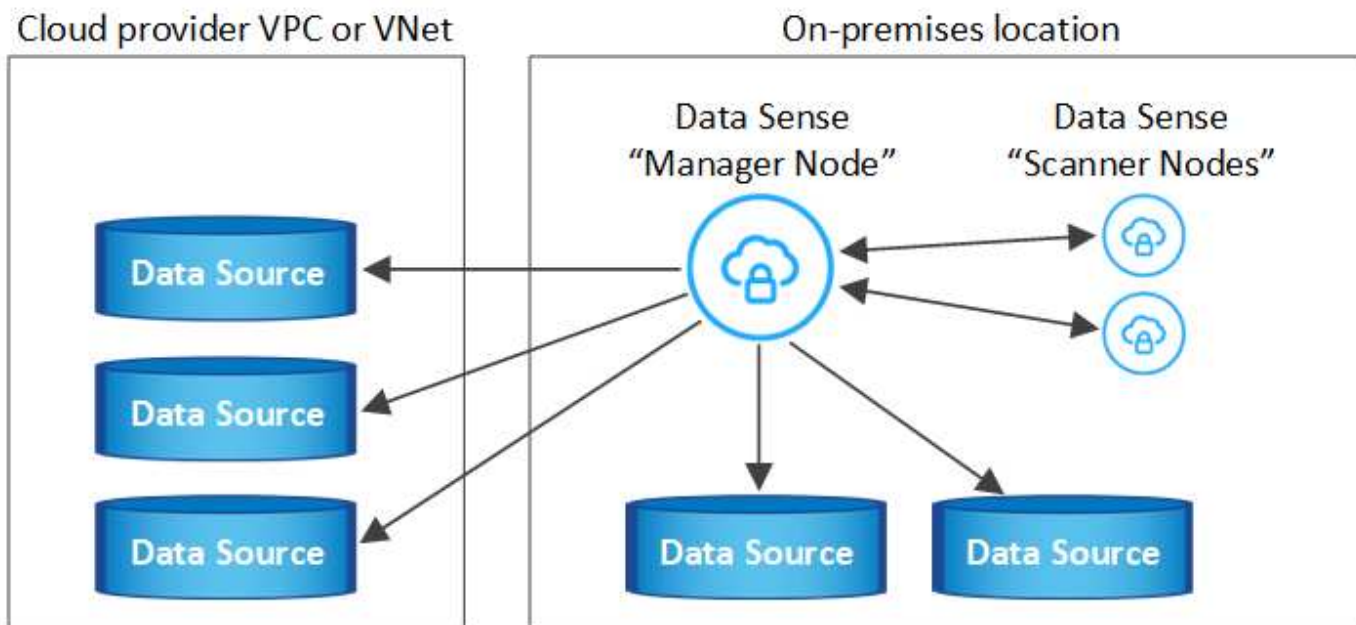 Cloud provider VPC or VNet
On-premises location
Data Sense
“Manager Node”
Data Sense
“Scanner Nodes”
Data Source
Data Source
Data Source
Data Source
Data Source